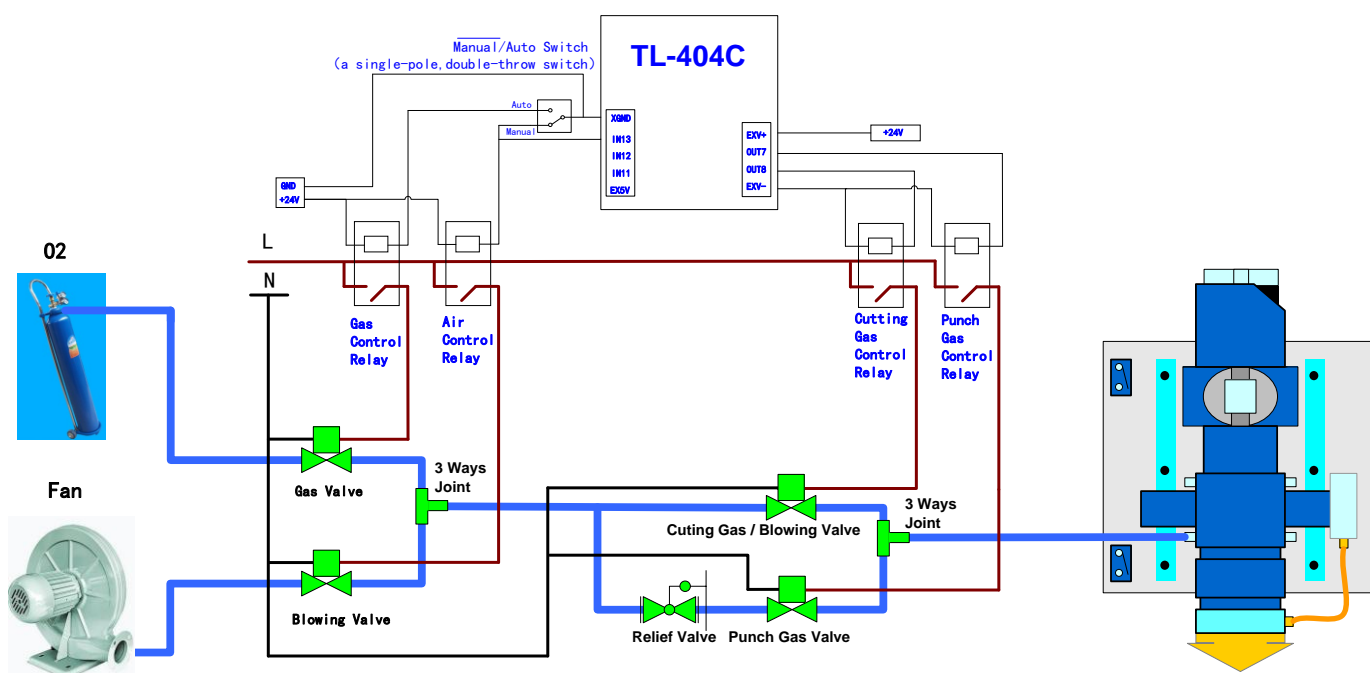 Manual/Auto Switch
(a single-pole,double-throw switch)
TL-404C
Auto
Manual
XGND
IN13
IN12
IN11
EX5V
EXV+
OUT7
OUT8
EXV-
+24V
GND
+24V
L
N
O2
Gas
Control
Relay
Air
Control
Relay
Cutting
Gas
Control
Relay
Punch
Gas
Control
Relay
Fan
Gas Valve
3 Ways
Joint
Blowing Valve
Cuting Gas / Blowing Valve
3 Ways
Joint
Relief Valve
Punch Gas Valve